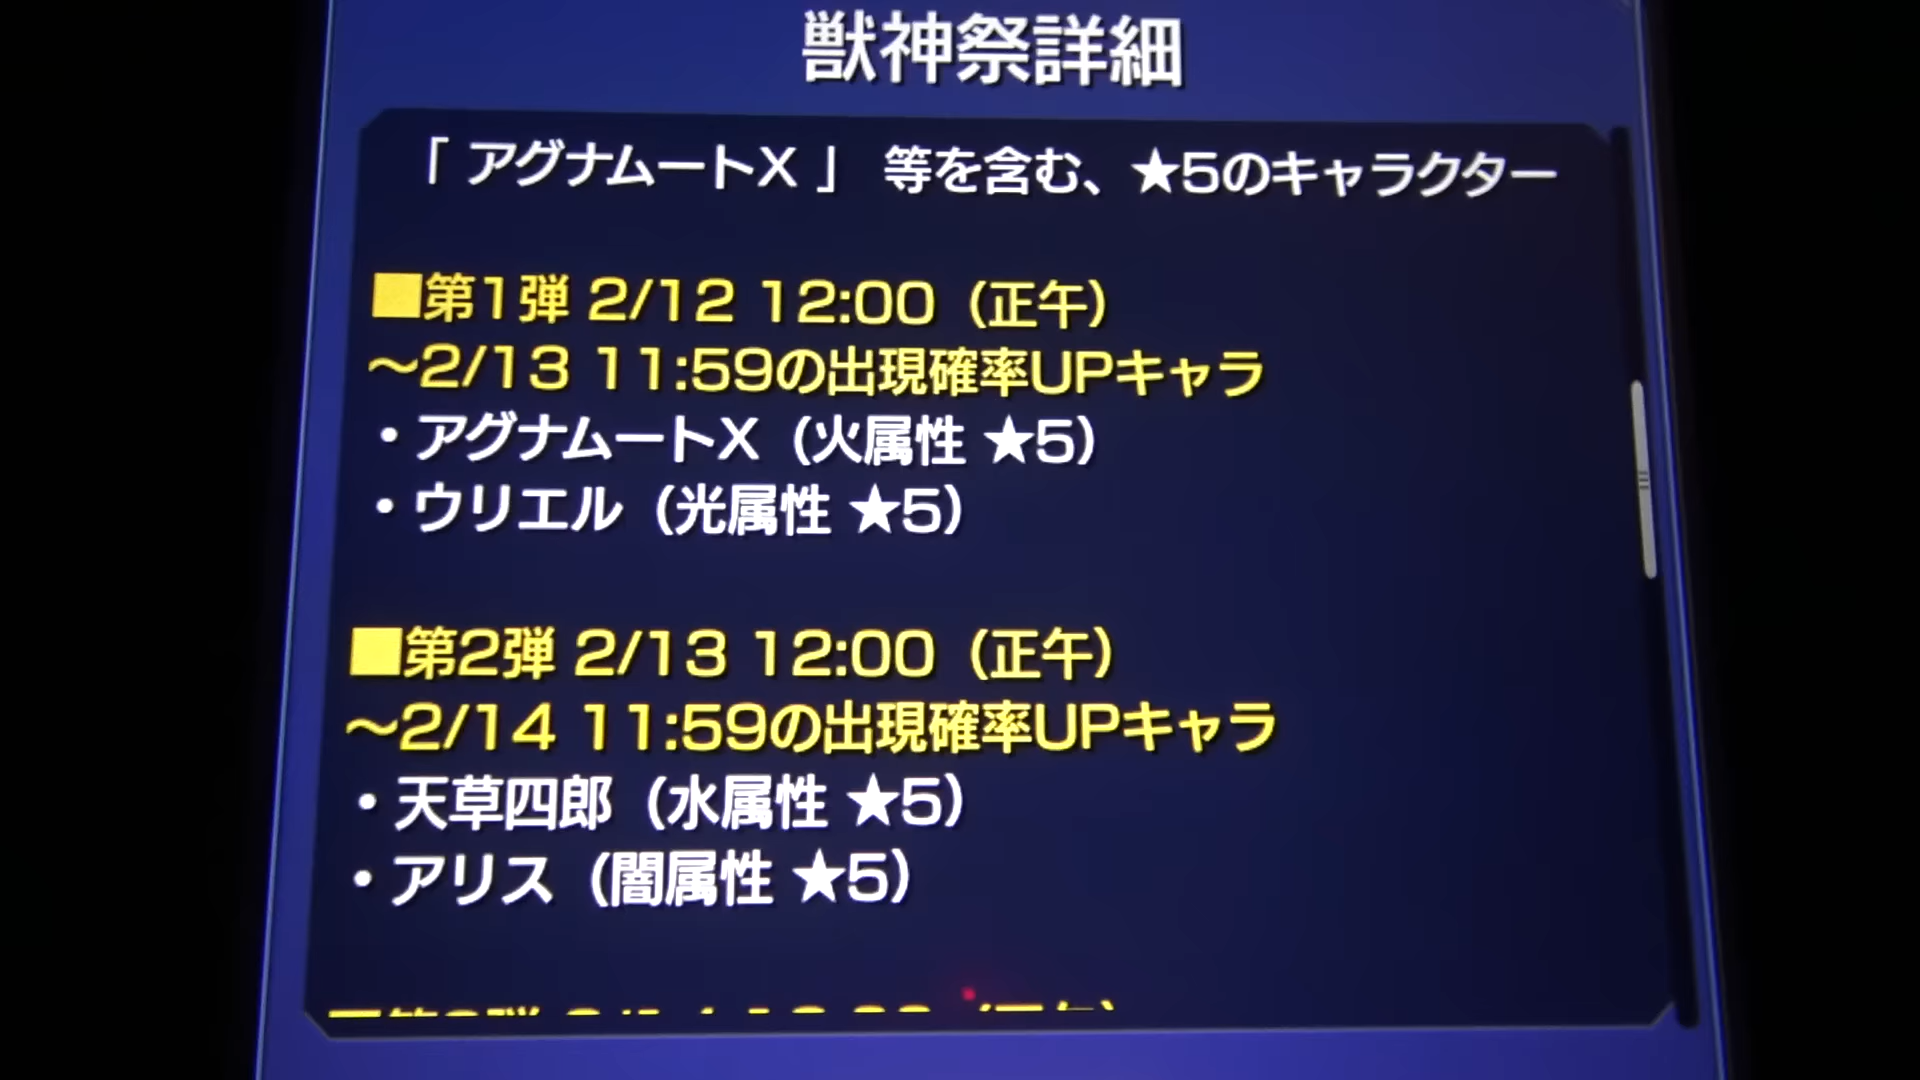 獣神祭詳細
「 アグナムートX 」 等を含む、★5のキャラクター
■第1弾 2/12 12:00（正午）
～2/13 11:59の出現確率UPキャラ
・アグナムートX（火属性 ★5）
・ウリエル（光属性 ★5）
■第2弾 2/13 12:00（正午）
～2/14 11:59の出現確率UPキャラ
・天草四郎（水属性 ★5）
・アリス（闇属性 ★5）